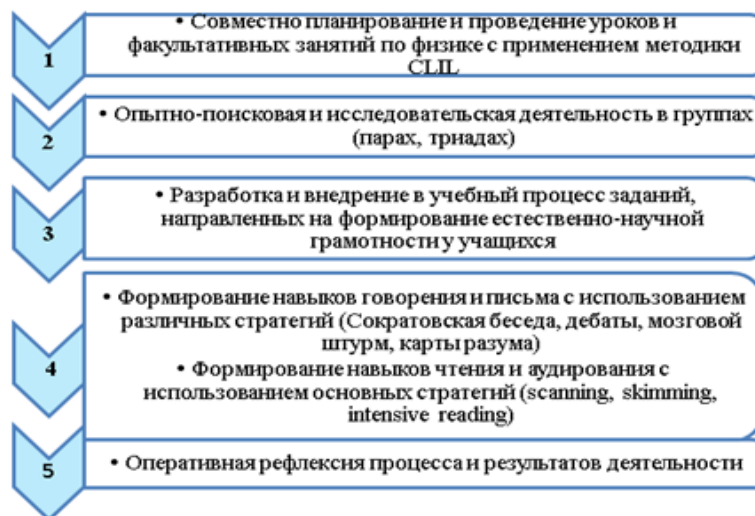 1
• Совместно планирование и проведение уроков и
факультативных занятий по физике с применением методики
CLIL
2
• Опытно-поисковая и исследовательская деятельность в группах
(парах, триадах)
3
• Разработка и внедрение в учебный процесс заданий,
направленных на формирование естественно-научной
грамотности у учащихся
4
• Формирование навыков говорения и письма с использованием
различных стратегий (Сократовская беседа, дебаты, мозговой
штурм, карты разума)
• Формирование навыков чтения и аудирования с
использованием основных стратегий (scanning, skimming,
intensive reading)
5
• Оперативная рефлексия процесса и результатов деятельности